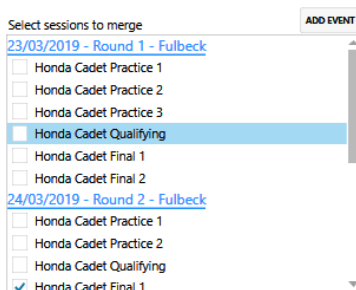 Select sessions to merge
ADD EVENT
23/03/2019 - Round 1 - Fulbeck
Honda Cadet Practice 1
Honda Cadet Practice 2
Honda Cadet Practice 3
Honda Cadet Qualifying
Honda Cadet Final 1
Honda Cadet Final 2
24/03/2019 - Round 2 - Fulbeck
Honda Cadet Practice 1
Honda Cadet Practice 2
Honda Cadet Qualifying
Honda Cadet Final 1